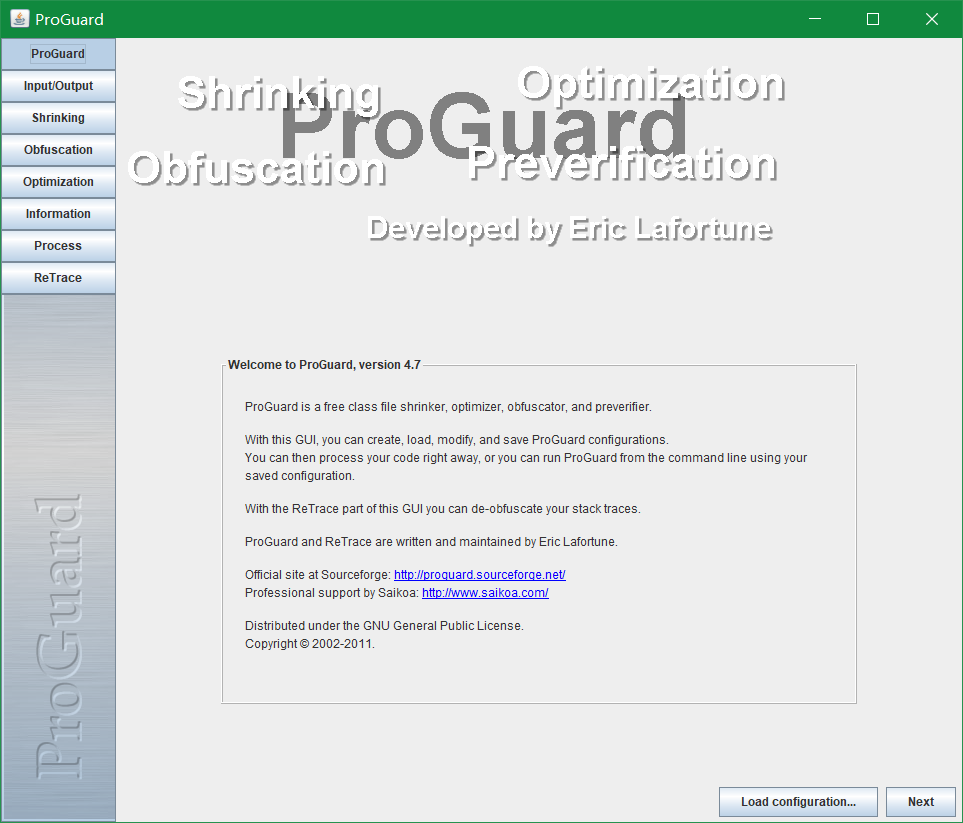 ProGuard
ProGuard
Input/Output
Shrinking
Obfuscation
Optimization
Information
Process
ReTrace
ProGuard
Shrinking
Optimization
ProGuard
Obfuscation
Preverification
Developed by Eric Lafortune
Welcome to ProGuard, version 4.7
ProGuard is a free class file shrinker, optimizer, obfuscator, and preverifier.
With this GUI, you can create, load, modify, and save ProGuard configurations.
You can then process your code right away, or you can run ProGuard from the command line using your
saved configuration.
With the ReTrace part of this GUI you can de-obfuscate your stack traces.
ProGuard and ReTrace are written and maintained by Eric Lafortune.
Official site at Sourceforge: http://proguard.sourceforge.net/
Professional support by Saikoa: http://www.saikoa.com/
Distributed under the GNU General Public License.
Copyright © 2002-2011.
Load configuration...
Next